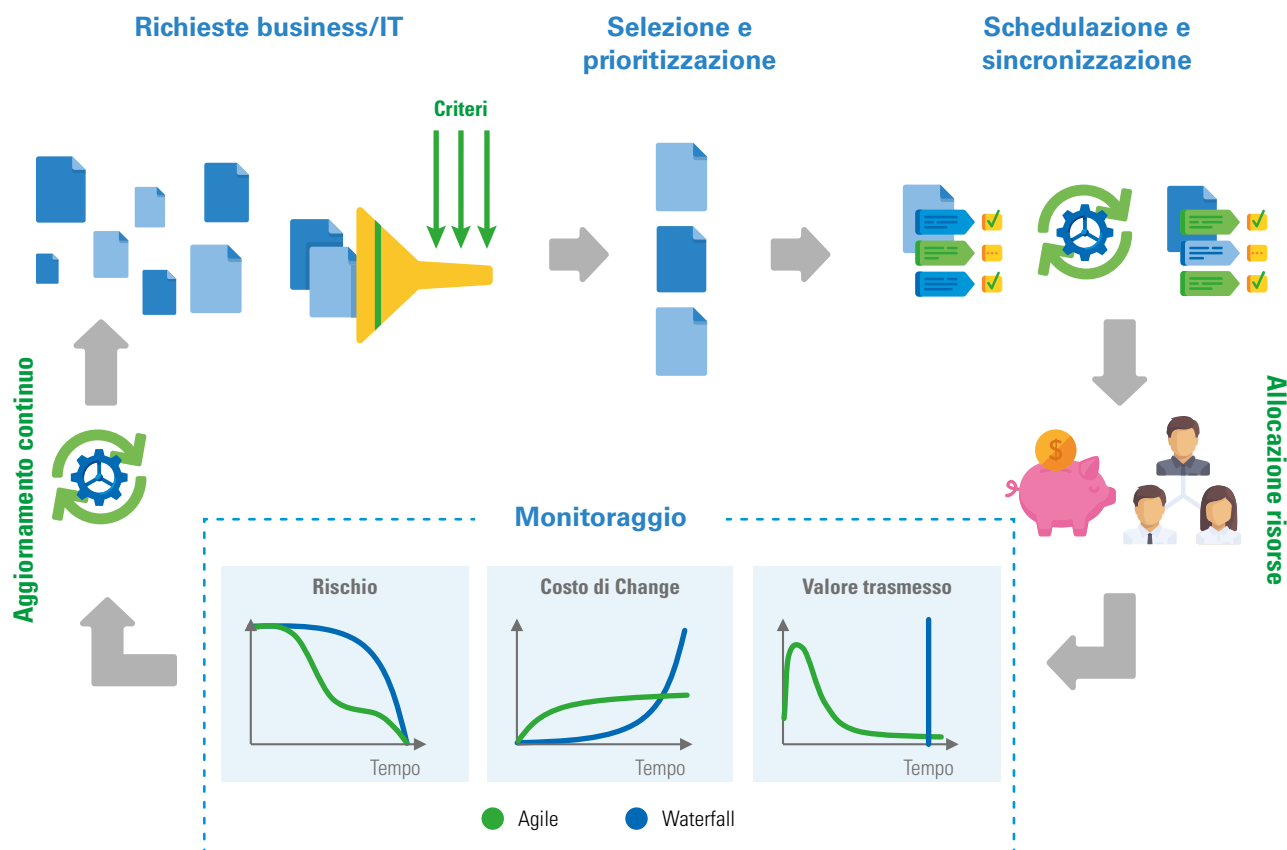 Richieste business/IT
Selezione e
prioritizzazione
Schedulazione e
sincronizzazione
Criteri
$
Allocazione risorse
Aggiornamento continuo
Monitoraggio
Rischio
Tempo
Costo di Change
Tempo
Valore trasmesso
Tempo
Agile
Waterfall